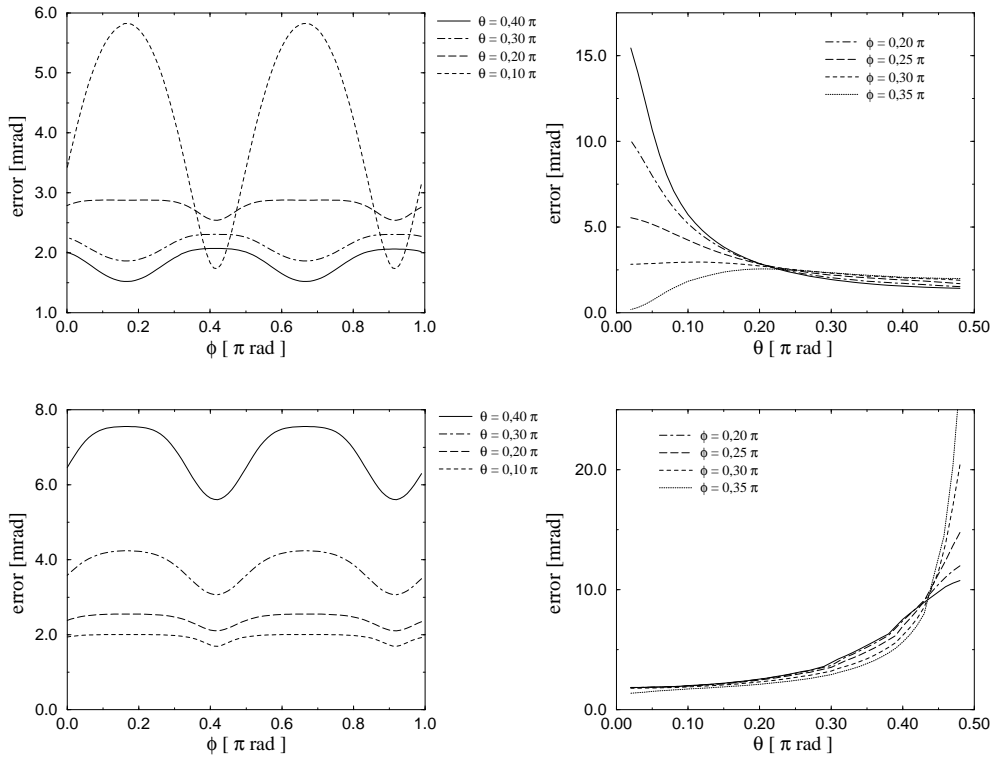 6.0
5.0
4.0
3.0
2.0
1.0
error [mrad]
0.0 0.2 0.4 0.6 0.8 1.0
ϕ [ π rad ]
θ = 0,40 π
θ = 0,30 π
θ = 0,20 π
θ = 0,10 π
15.0
10.0
5.0
0.0
error [mrad]
0.00 0.10 0.20 0.30 0.40 0.50
θ [ π rad ]
ϕ = 0,20 π
ϕ = 0,25 π
ϕ = 0,30 π
ϕ = 0,35 π
8.0
6.0
4.0
2.0
0.0
error [mrad]
0.0 0.2 0.4 0.6 0.8 1.0
ϕ [ π rad ]
θ = 0,40 π
θ = 0,30 π
θ = 0,20 π
θ = 0,10 π
20.0
10.0
0.0
error [mrad]
0.00 0.10 0.20 0.30 0.40 0.50
θ [ π rad ]
ϕ = 0,20 π
ϕ = 0,25 π
ϕ = 0,30 π
ϕ = 0,35 π